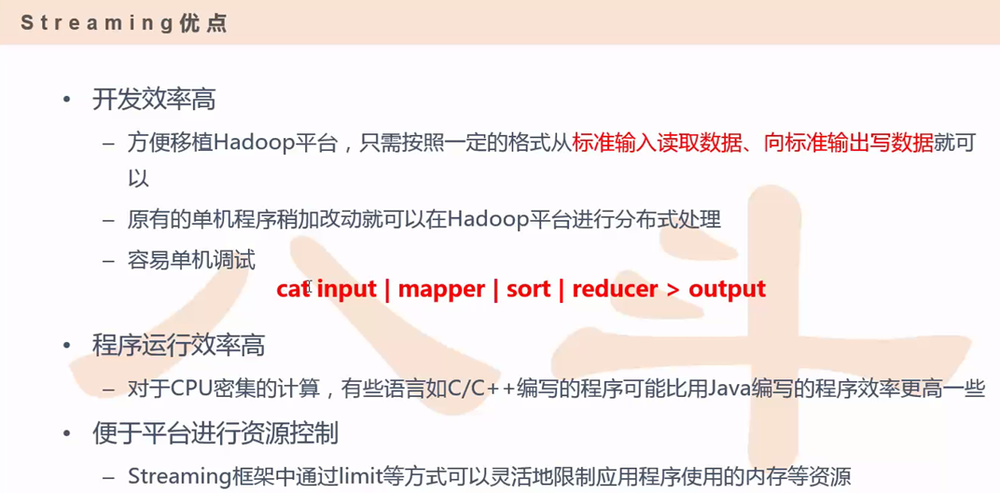 Streaming优点
• 开发效率高
– 方便移植Hadoop平台，只需按照一定的格式从标准输入读取数据、向标准输出写数据就可
以
– 原有的单机程序稍加改动就可以在Hadoop平台进行分布式处理
– 容易单机调试
cat input | mapper | sort | reducer > output
• 程序运行效率高
– 对于CPU密集的计算，有些语言如C/C++编写的程序可能比用Java编写的程序效率更高一些
• 便于平台进行资源控制
– Streaming框架中通过limit等方式可以灵活地限制应用程序使用的内存等资源
八斗